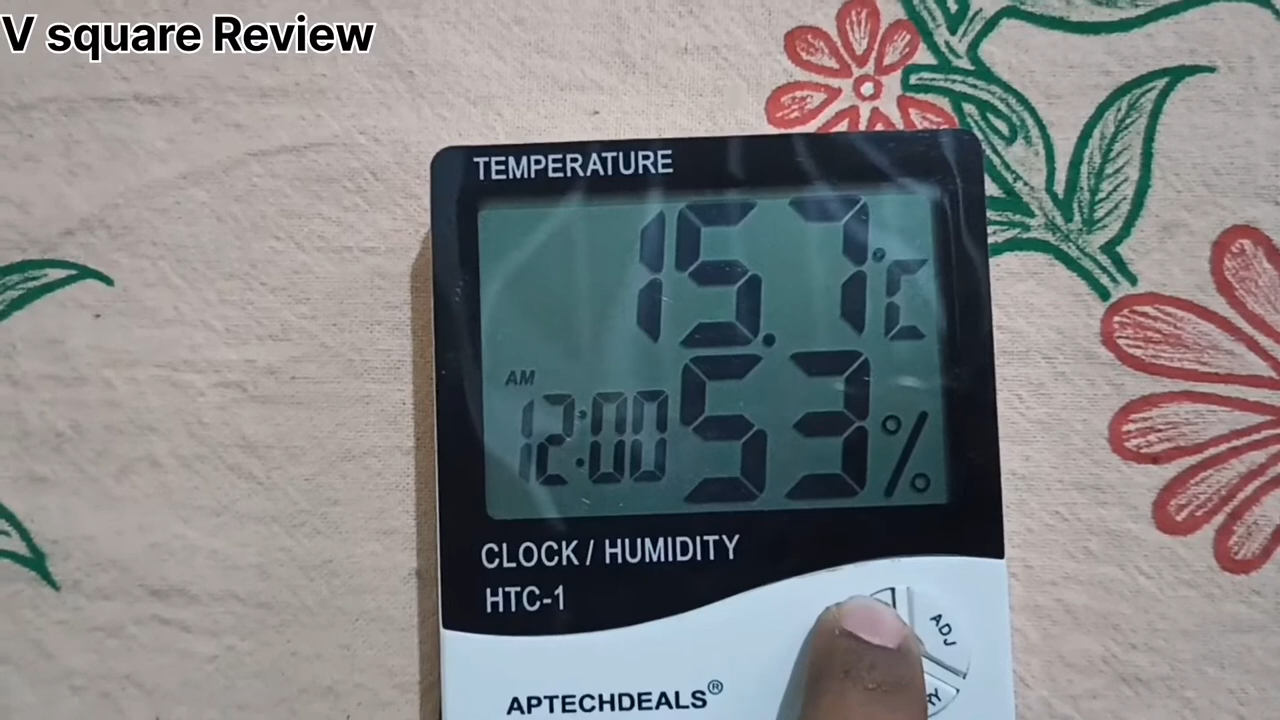 V square Review
TEMPERATURE
15.7°C
AM
12:00 53%
CLOCK / HUMIDITY
HTC-1
ADJ
APTECHDEALS®